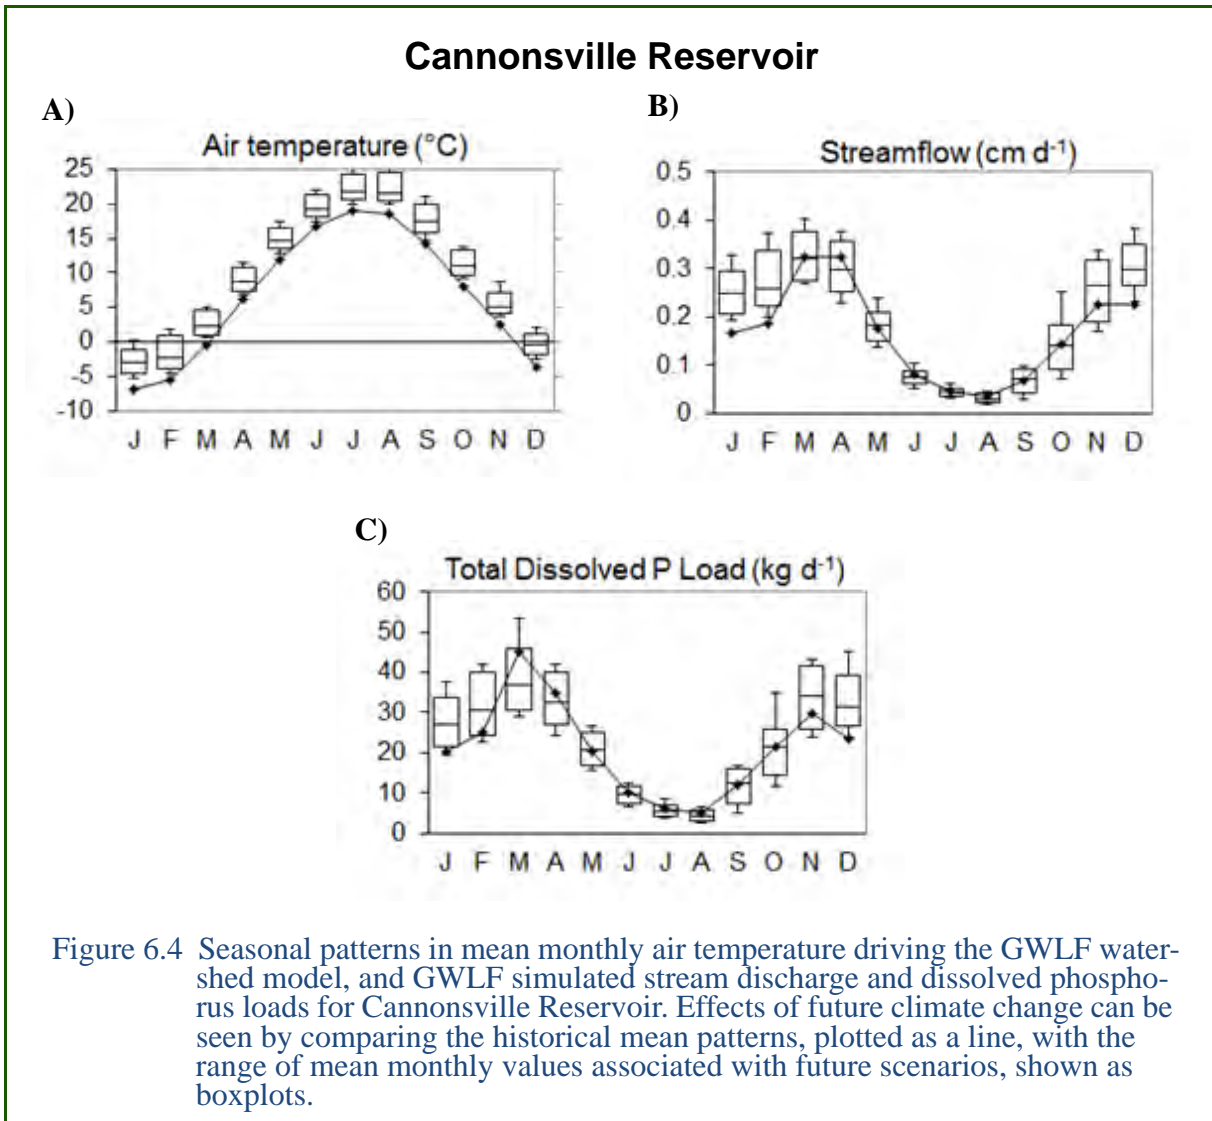 Cannonsville Reservoir
A)
Air temperature (°C)
25
20
15
10
5
0
-5
-10
J F M A M J J A S O N D
B)
Streamflow (cm d-1)
0.5
0.4
0.3
0.2
0.1
0
J F M A M J J A S O N D
C)
Total Dissolved P Load (kg d-1)
60
50
40
30
20
10
0
J F M A M J J A S O N D
Figure 6.4 Seasonal patterns in mean monthly air temperature driving the GWLF water-
shed model, and GWLF simulated stream discharge and dissolved phospho-
rus loads for Cannonsville Reservoir. Effects of future climate change can be
seen by comparing the historical mean patterns, plotted as a line, with the
range of mean monthly values associated with future scenarios, shown as
boxplots.